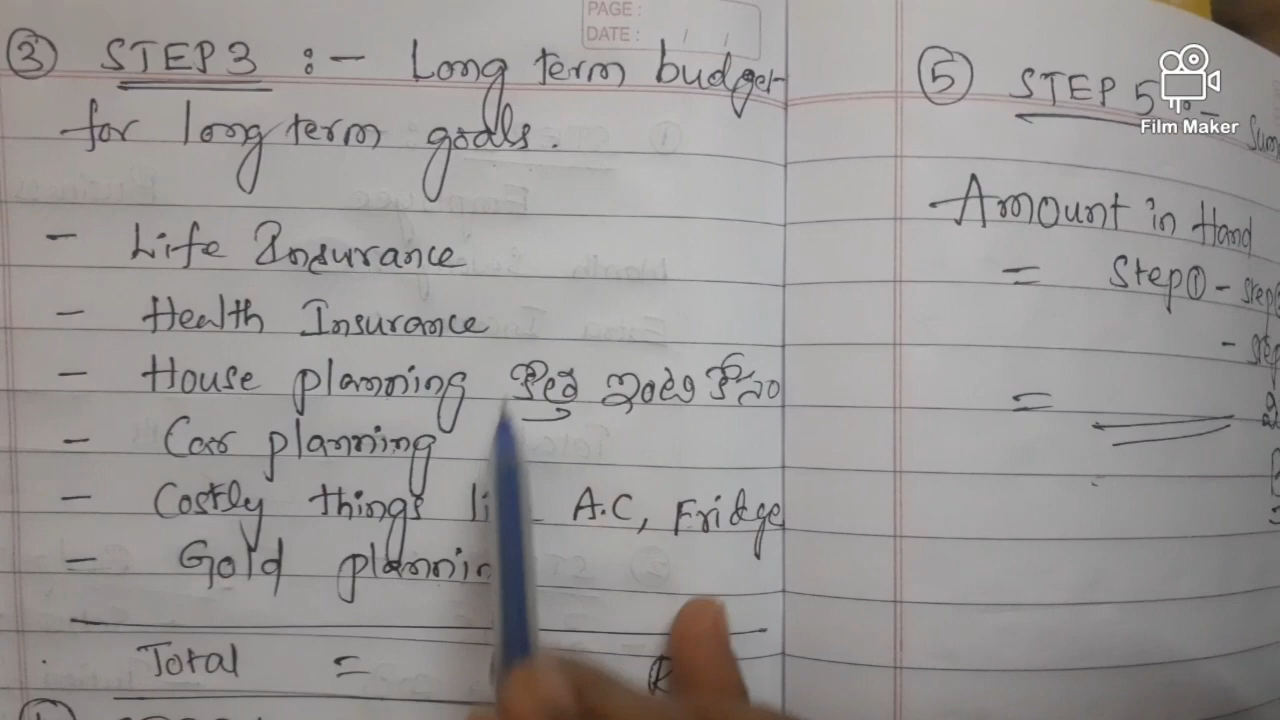 PAGE :
DATE : / /
③ STEP 3 :- Long term budget
for long term goals.
- Life Insurance
- Health Insurance
- House planning ఇంటి కోసం
- Car planning
- Costly things A.C, Fridge
- Gold
Total =
⑤ STEP 5 :-
Amount in Hand
= Step① -
-
=
Film Maker